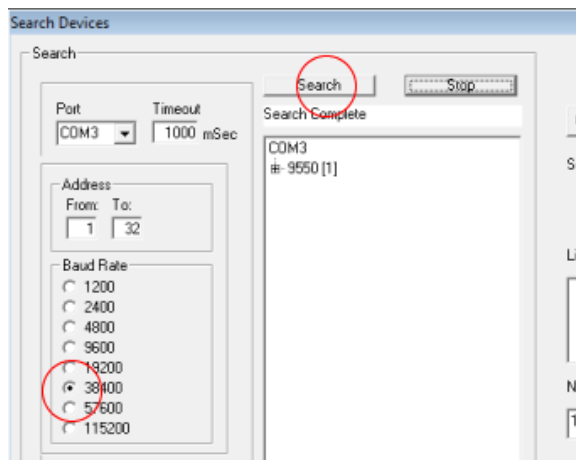 Search Devices
Search
Port
Timeout
COM3
1000 mSec
Address
From: To:
1 32
Baud Rate
1200
2400
4800
9600
19200
38400
57600
115200
Search Stop
Search Complete
COM3
9550 [1]
S
Li
N